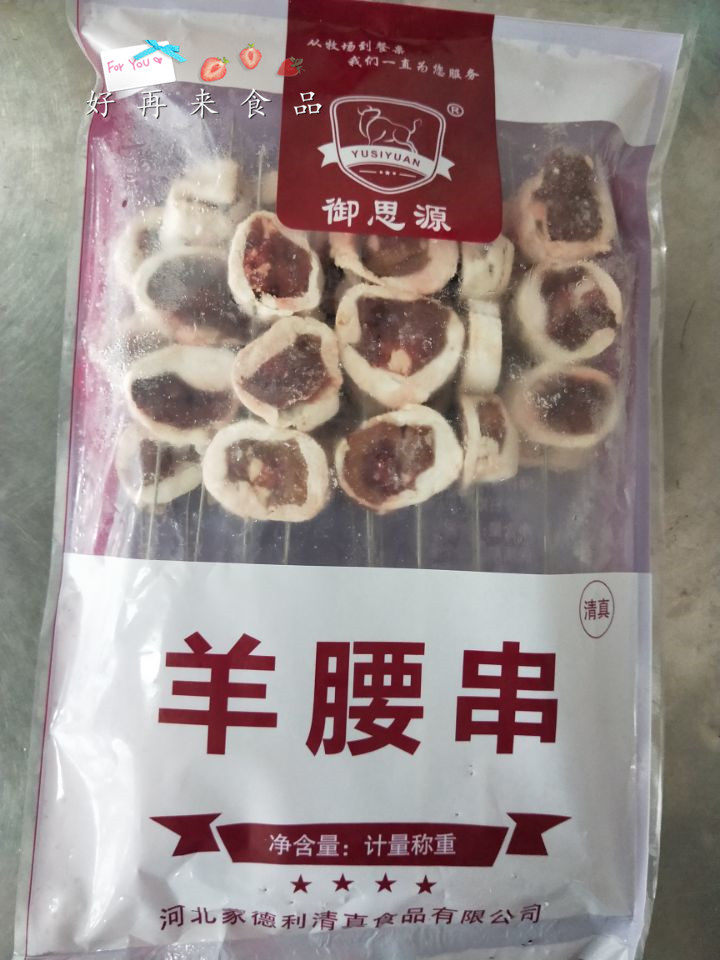 从牧场到餐桌
我们一直为您服务
For You
好再来食品
®
YUSIYUAN
御思源
清真
羊腰串
净含量：计量称重
河北家德利清真食品有限公司